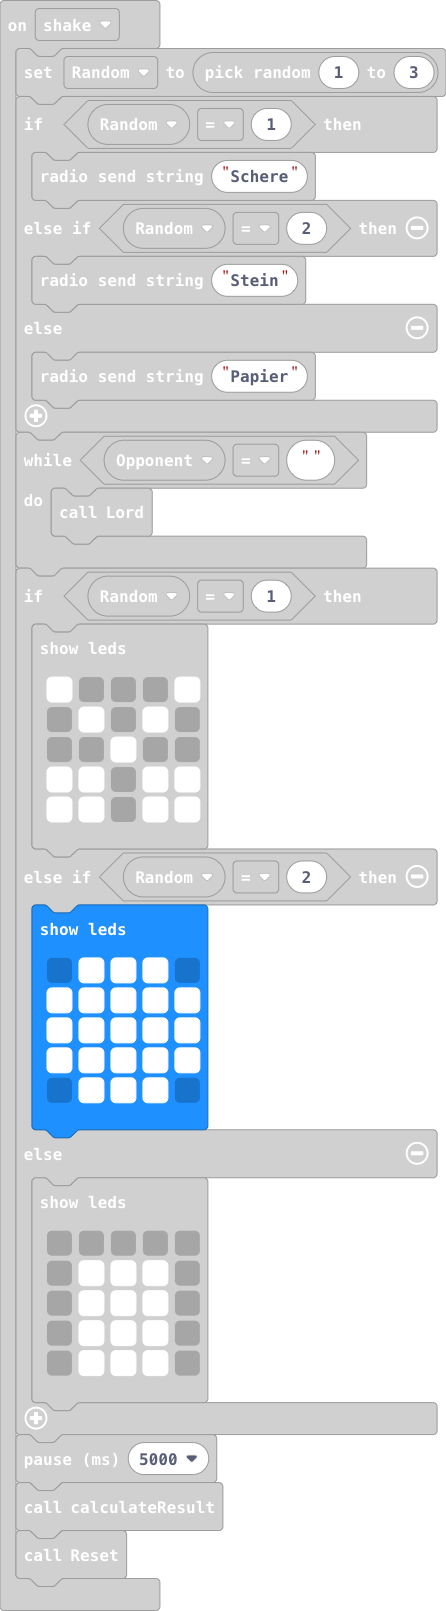 on shake
set Random to pick random 1 to 3
if Random = 1 then
radio send string "Schere"
else if Random = 2 then
radio send string "Stein"
else
radio send string "Papier"
while Opponent = ""
do
call Lord
if Random = 1 then
show leds
else if Random = 2 then
show leds
else
show leds
pause (ms) 5000
call calculateResult
call Reset